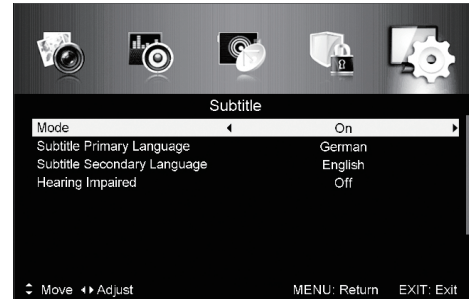 Subtitle
Mode On
Subtitle Primary Language German
Subtitle Secondary Language English
Hearing Impaired Off
Move Adjust MENU: Return EXIT: Exit